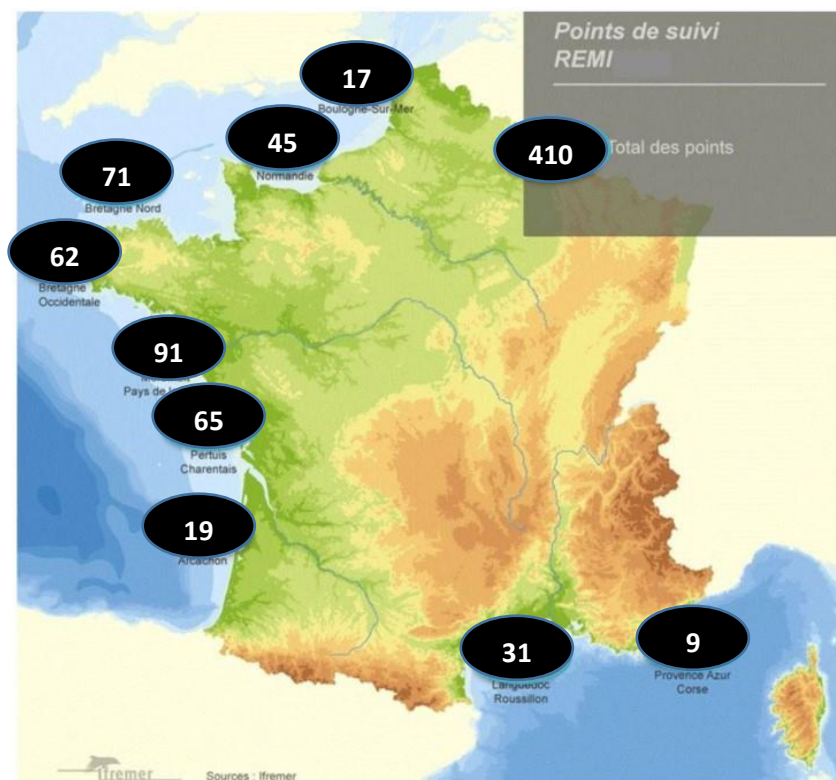 Points de suivi
REMI
17
Boulogne-Sur-Mer
45
Normandie
410
Total des points
71
Bretagne Nord
62
Bretagne
Occidentale
91
Pays de
65
Pertuis
Charentais
19
Arcachon
31
Languedoc
Roussillon
9
Provence Azur
Corse
ifremer
Sources : Ifremer